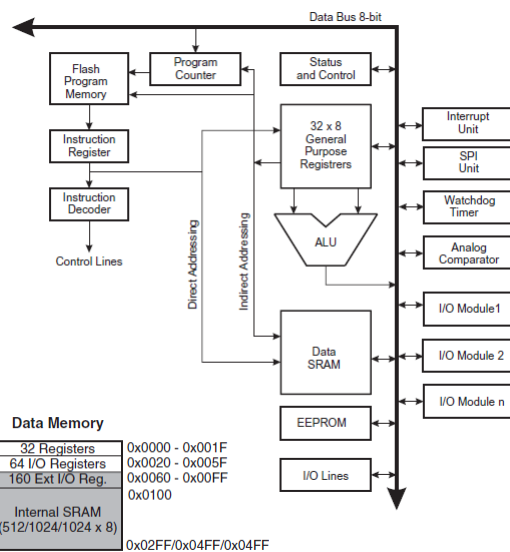 Data Bus 8-bit
Flash
Program
Memory
Program
Counter
Status
and Control
Instruction
Register
32 x 8
General
Purpose
Registrers
Instruction
Decoder
Control Lines
Direct Addressing
Indirect Addressing
ALU
Interrupt
Unit
SPI
Unit
Watchdog
Timer
Analog
Comparator
I/O Module1
Data
SRAM
I/O Module 2
I/O Module n
EEPROM
I/O Lines
Data Memory
32 Registers 0x0000 - 0x001F
64 I/O Registers 0x0020 - 0x005F
160 Ext I/O Reg. 0x0060 - 0x00FF
0x0100
Internal SRAM
(512/1024/1024 x 8)
0x02FF/0x04FF/0x04FF